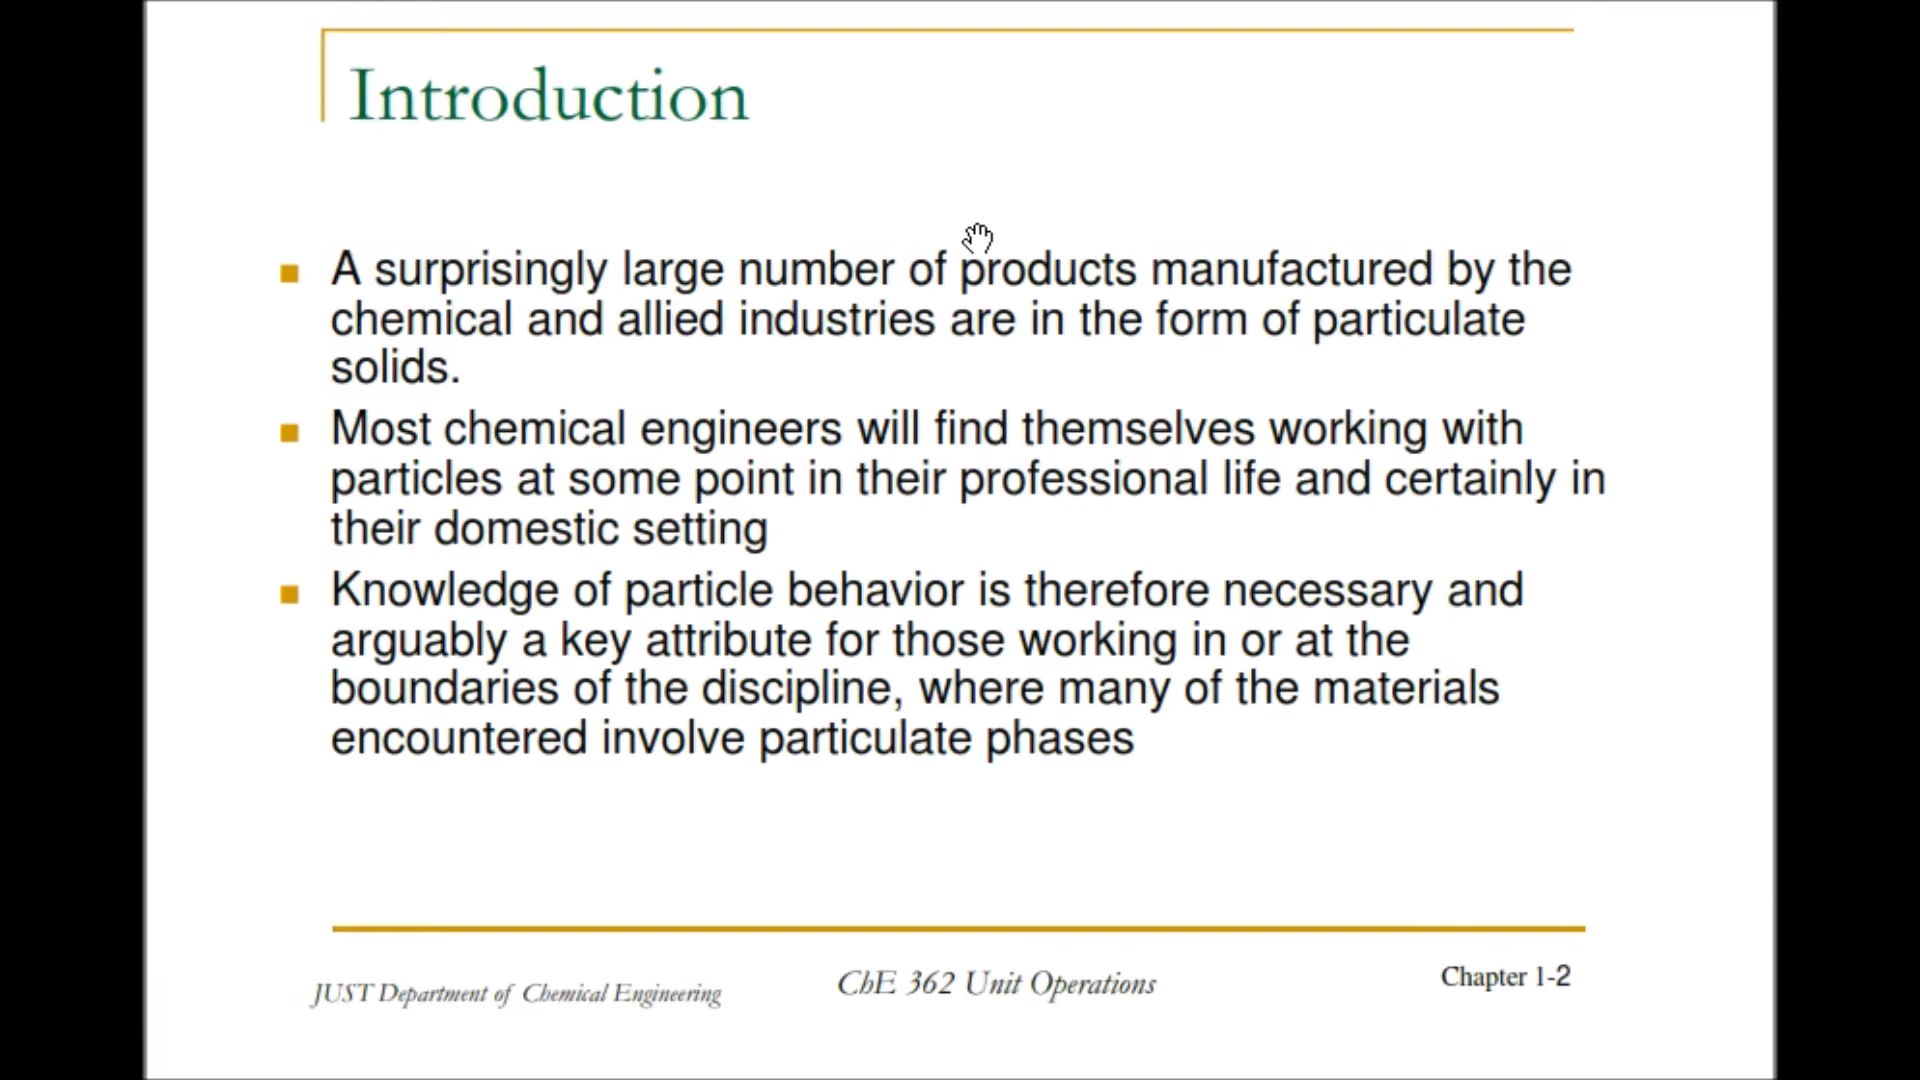 Introduction
A surprisingly large number of products manufactured by the
chemical and allied industries are in the form of particulate
solids.
Most chemical engineers will find themselves working with
particles at some point in their professional life and certainly in
their domestic setting
Knowledge of particle behavior is therefore necessary and
arguably a key attribute for those working in or at the
boundaries of the discipline, where many of the materials
encountered involve particulate phases
JUST Department of Chemical Engineering
ChE 362 Unit Operations
Chapter 1-2